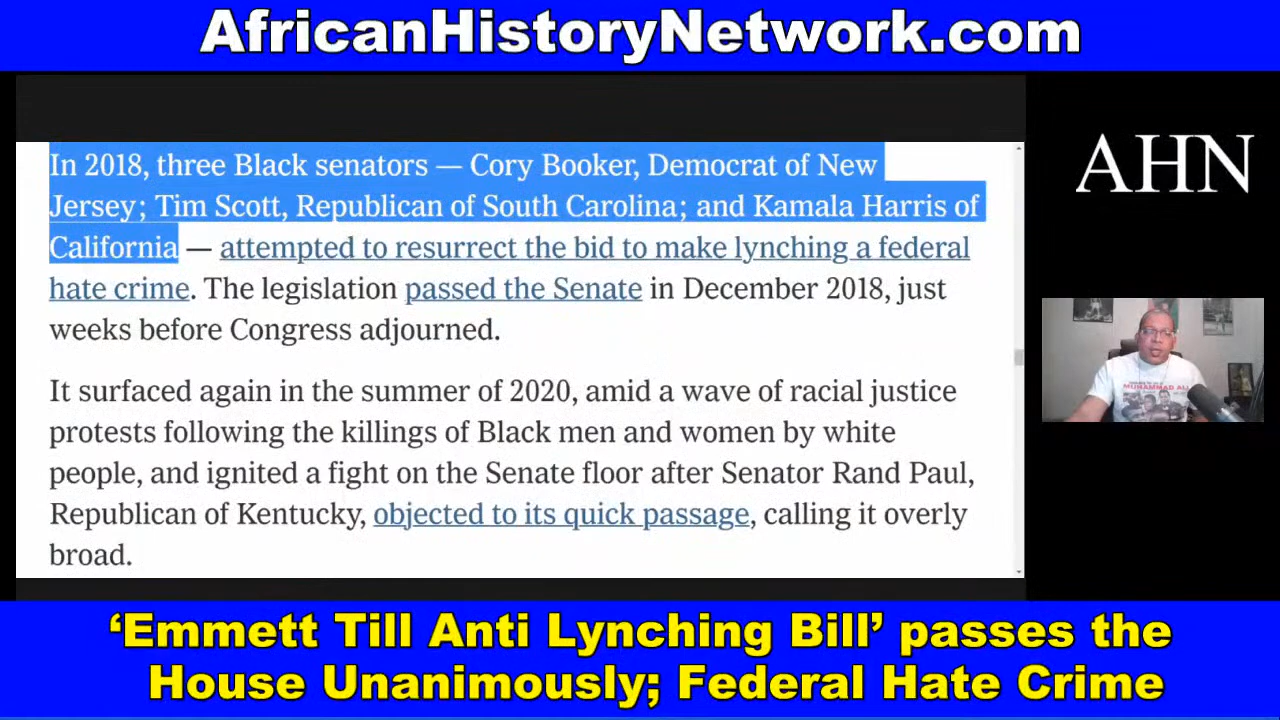 AfricanHistoryNetwork.com
In 2018, three Black senators — Cory Booker, Democrat of New
Jersey; Tim Scott, Republican of South Carolina; and Kamala Harris of
California — attempted to resurrect the bid to make lynching a federal
hate crime. The legislation passed the Senate in December 2018, just
weeks before Congress adjourned.
It surfaced again in the summer of 2020, amid a wave of racial justice
protests following the killings of Black men and women by white
people, and ignited a fight on the Senate floor after Senator Rand Paul,
Republican of Kentucky, objected to its quick passage, calling it overly
broad.
AHN
MUHAMMAD ALI
‘Emmett Till Anti Lynching Bill’ passes the
House Unanimously; Federal Hate Crime